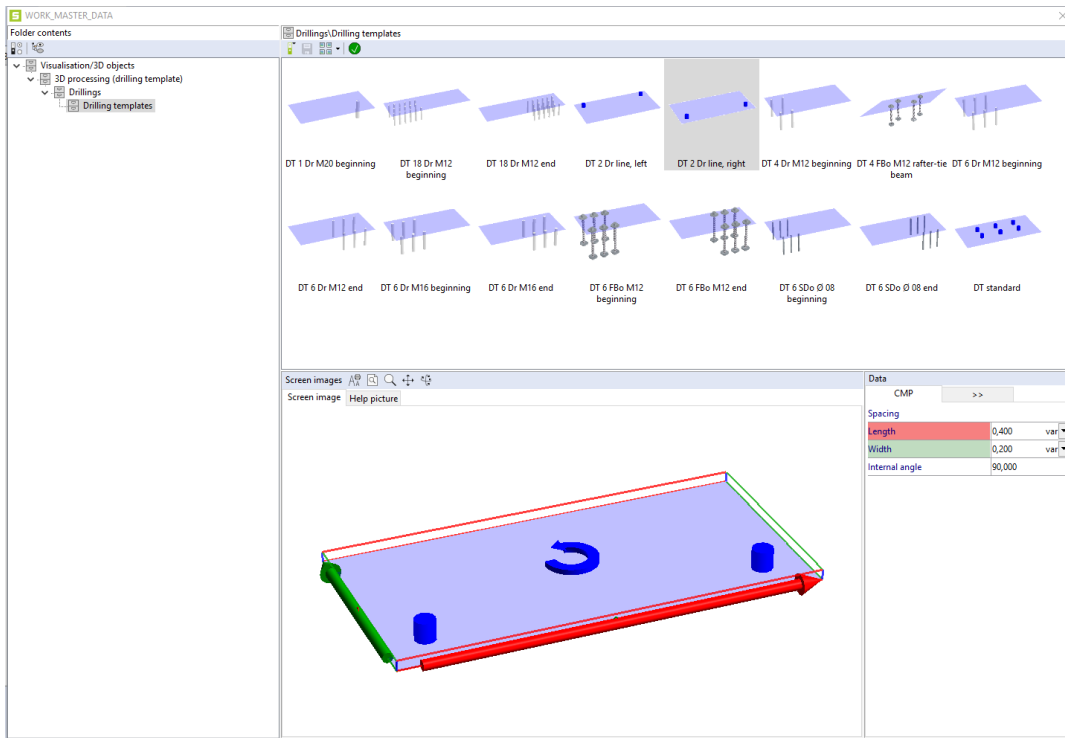 WORK_MASTER_DATA
Folder contents
Visualisation/3D objects
3D processing (drilling template)
Drillings
Drilling templates
Drillings\Drilling templates
DT 1 Dr M20 beginning
DT 18 Dr M12 beginning
DT 18 Dr M12 end
DT 2 Dr line, left
DT 2 Dr line, right
DT 4 Dr M12 beginning
DT 4 FBo M12 rafter-tie beam
DT 6 Dr M12 beginning
DT 6 Dr M12 end
DT 6 Dr M16 beginning
DT 6 Dr M16 end
DT 6 FBo M12 beginning
DT 6 FBo M12 end
DT 6 SDo Ø 08 beginning
DT 6 SDo Ø 08 end
DT standard
Screen images
Screen image Help picture
Data
CMP >>
Spacing
Length 0,400 var
Width 0,200 var
Internal angle 90,000